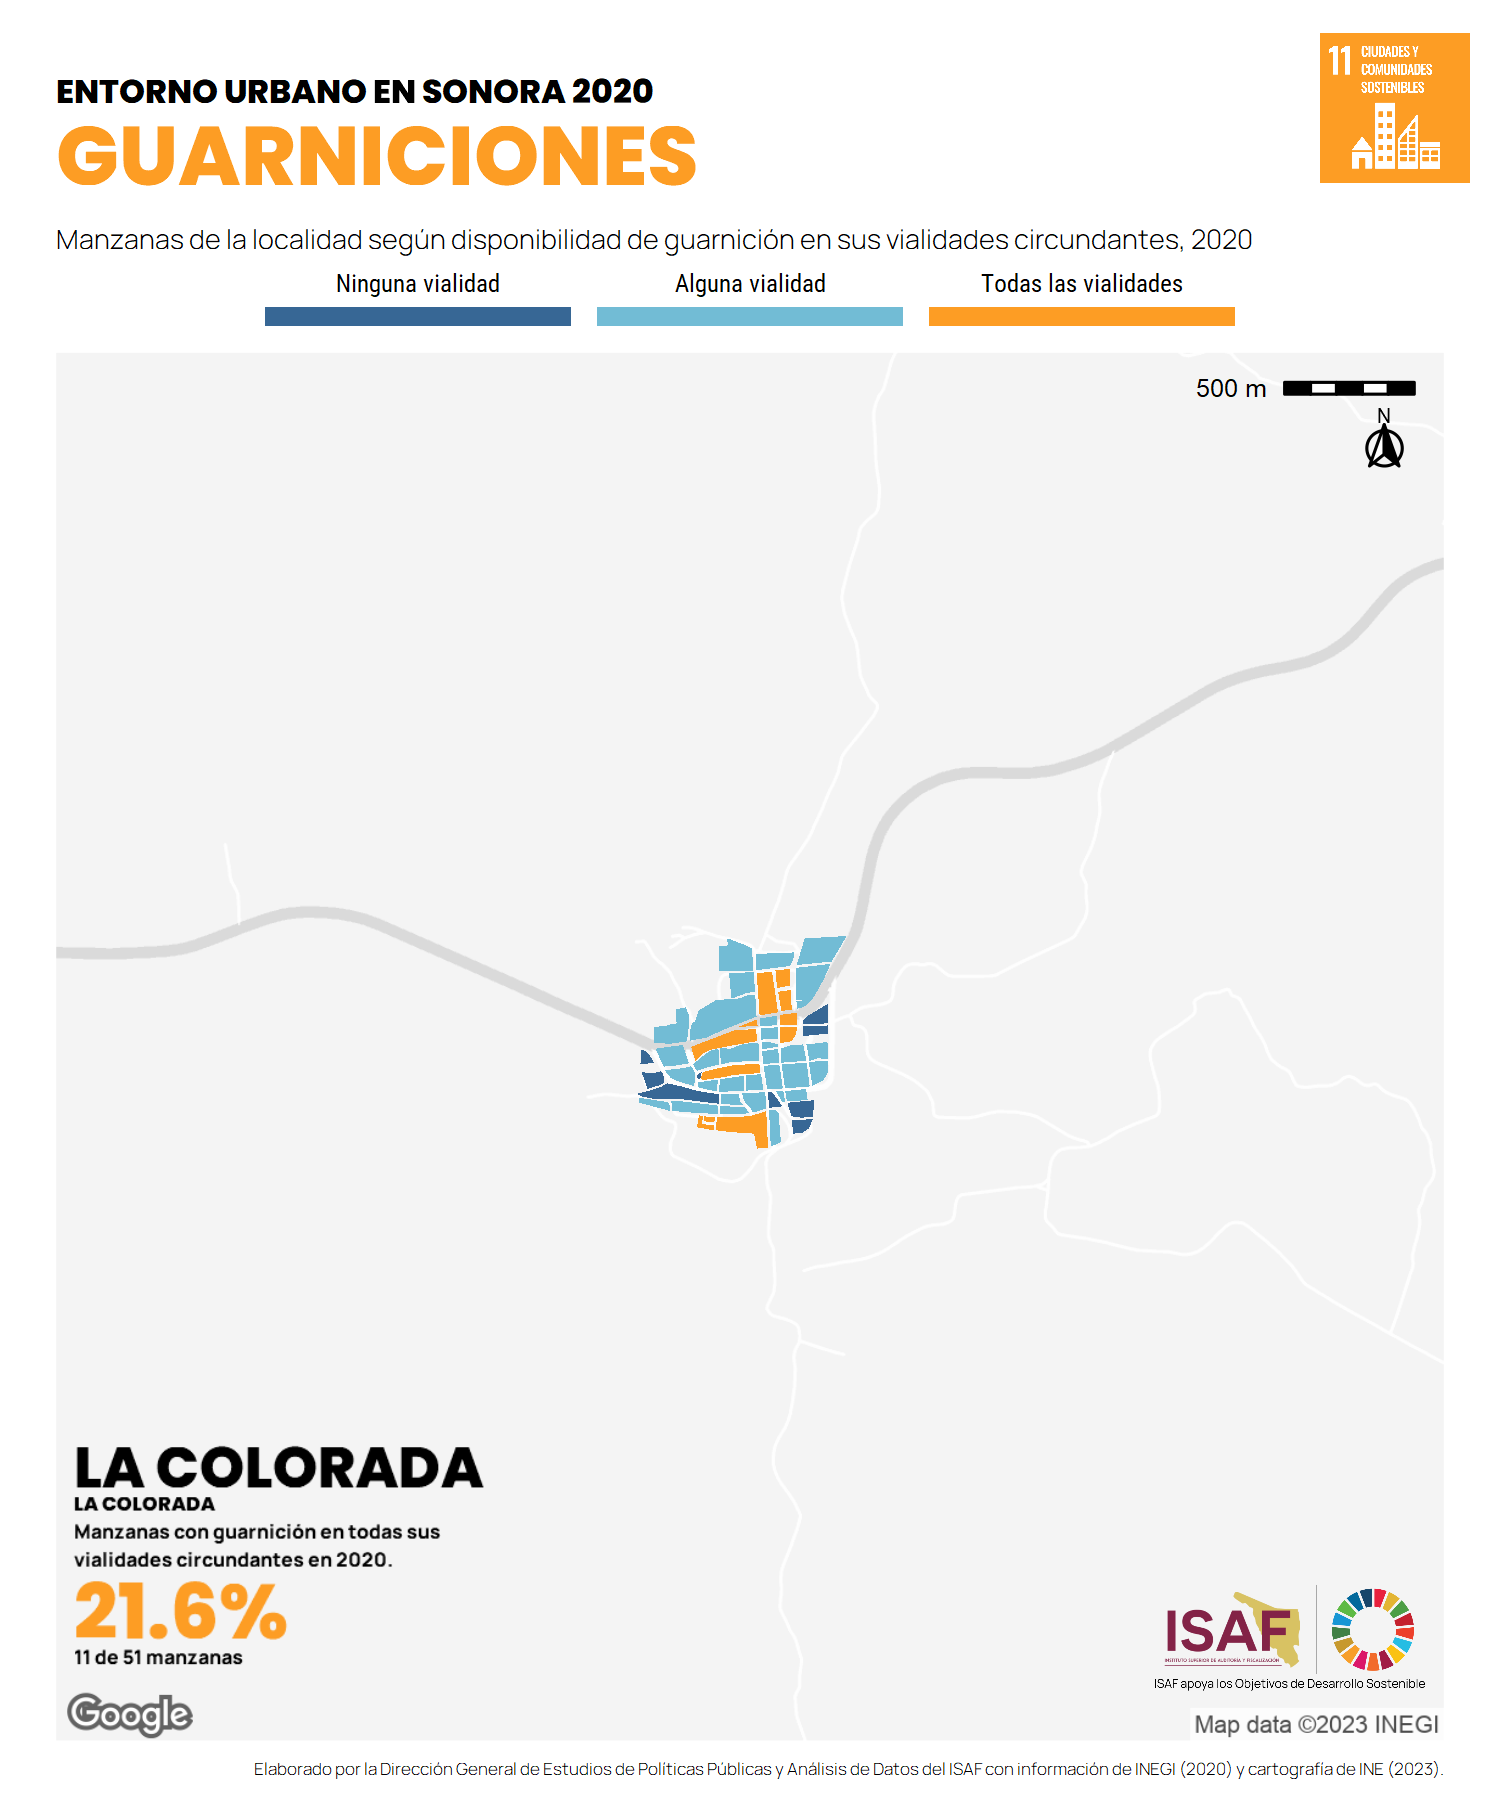 11 CIUDADES Y
COMUNIDADES
SOSTENIBLES
ENTORNO URBANO EN SONORA 2020
GUARNICIONES
Manzanas de la localidad según disponibilidad de guarnición en sus vialidades circundantes, 2020
Ninguna vialidad Alguna vialidad Todas las vialidades
500 m
N
LA COLORADA
LA COLORADA
Manzanas con guarnición en todas sus
vialidades circundantes en 2020.
21.6%
11 de 51 manzanas
Google
ISAF
INSTITUTO SUPERIOR DE AUDITORÍA Y FISCALIZACIÓN
ISAF apoya los Objetivos de Desarrollo Sostenible
Map data ©2023 INEGI
Elaborado por la Dirección General de Estudios de Políticas Públicas y Análisis de Datos del ISAF con información de INEGI (2020) y cartografía de INE (2023).